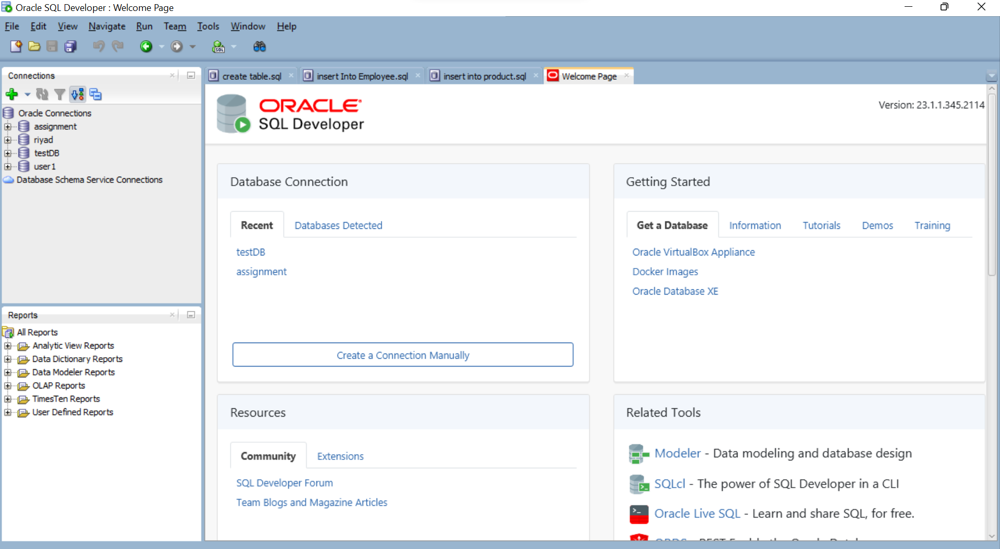 Oracle SQL Developer : Welcome Page
File Edit View Navigate Run Team Tools Window Help
SQL
Connections
create table.sql
insert Into Employee.sql
insert into product.sql
Welcome Page
Oracle Connections
assignment
riyad
testDB
user1
Database Schema Service Connections
ORACLE
SQL Developer
Version: 23.1.1.345.2114
Database Connection
Recent Databases Detected
testDB
assignment
Create a Connection Manually
Getting Started
Get a Database Information Tutorials Demos Training
Oracle VirtualBox Appliance
Docker Images
Oracle Database XE
Reports
All Reports
Analytic View Reports
Data Dictionary Reports
Data Modeler Reports
OLAP Reports
TimesTen Reports
User Defined Reports
Resources
Community Extensions
SQL Developer Forum
Team Blogs and Magazine Articles
Related Tools
Modeler - Data modeling and database design
SQLcl - The power of SQL Developer in a CLI
Oracle Live SQL - Learn and share SQL, for free.